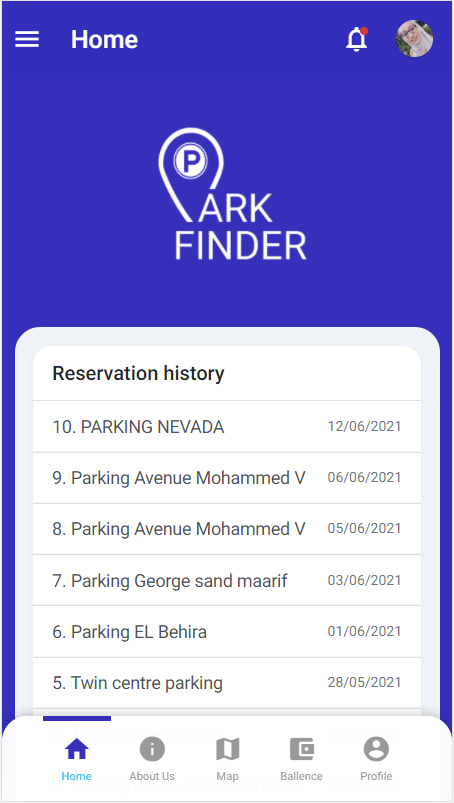 Home
P
ARK
FINDER
Reservation history
10. PARKING NEVADA 12/06/2021
9. Parking Avenue Mohammed V 06/06/2021
8. Parking Avenue Mohammed V 05/06/2021
7. Parking George sand maarif 03/06/2021
6. Parking EL Behira 01/06/2021
5. Twin centre parking 28/05/2021
Home About Us Map Ballence Profile